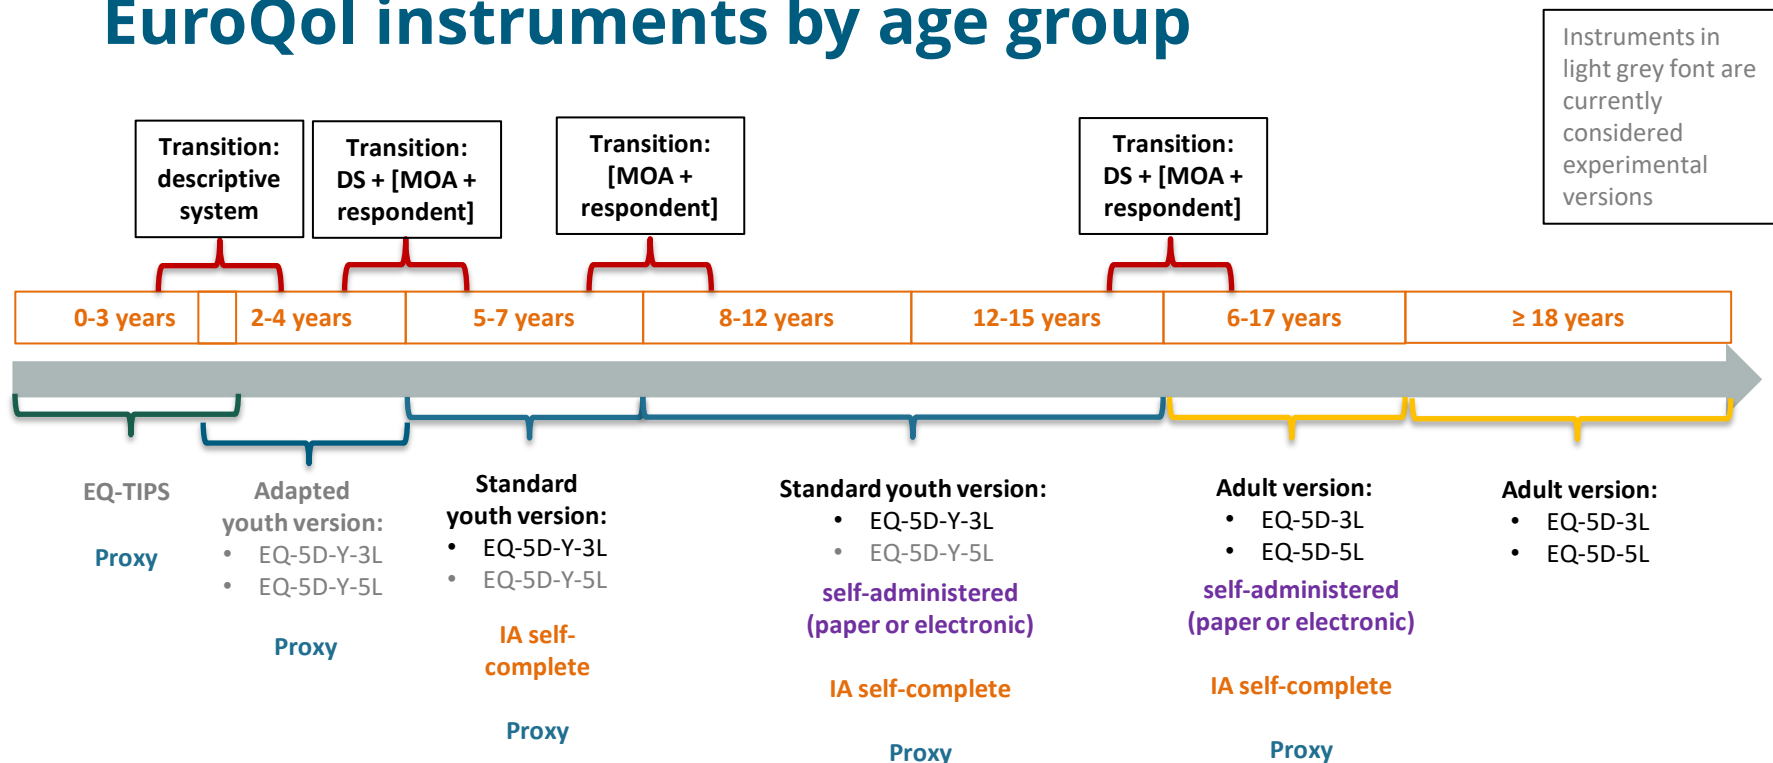 EuroQol instruments by age group
Instruments in
light grey font are
currently
considered
experimental
versions
Transition:
descriptive
system
Transition:
DS + [MOA +
respondent]
Transition:
[MOA +
respondent]
Transition:
DS + [MOA +
respondent]
0-3 years
2-4 years
5-7 years
8-12 years
12-15 years
6-17 years
≥ 18 years
EQ-TIPS
Proxy
Adapted
youth version:
• EQ-5D-Y-3L
• EQ-5D-Y-5L
Proxy
Standard
youth version:
• EQ-5D-Y-3L
• EQ-5D-Y-5L
IA self-
complete
Proxy
Standard youth version:
• EQ-5D-Y-3L
• EQ-5D-Y-5L
self-administered
(paper or electronic)
IA self-complete
Proxy
Adult version:
• EQ-5D-3L
• EQ-5D-5L
self-administered
(paper or electronic)
IA self-complete
Proxy
Adult version:
• EQ-5D-3L
• EQ-5D-5L